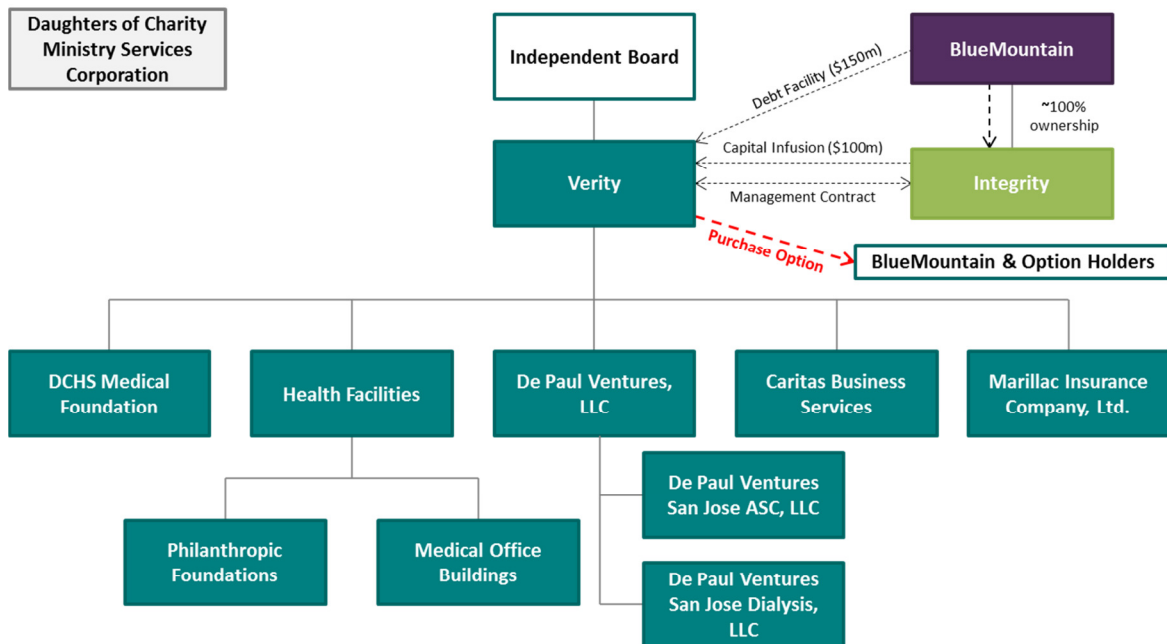 Daughters of Charity
Ministry Services
Corporation
Independent Board
BlueMountain
Debt Facility ($150m)
~100%
ownership
Capital Infusion ($100m)
Verity
Integrity
Management Contract
Purchase Option
BlueMountain & Option Holders
DCHS Medical
Foundation
Health Facilities
De Paul Ventures,
LLC
Caritas Business
Services
Marillac Insurance
Company, Ltd.
De Paul Ventures
San Jose ASC, LLC
Philanthropic
Foundations
Medical Office
Buildings
De Paul Ventures
San Jose Dialysis,
LLC